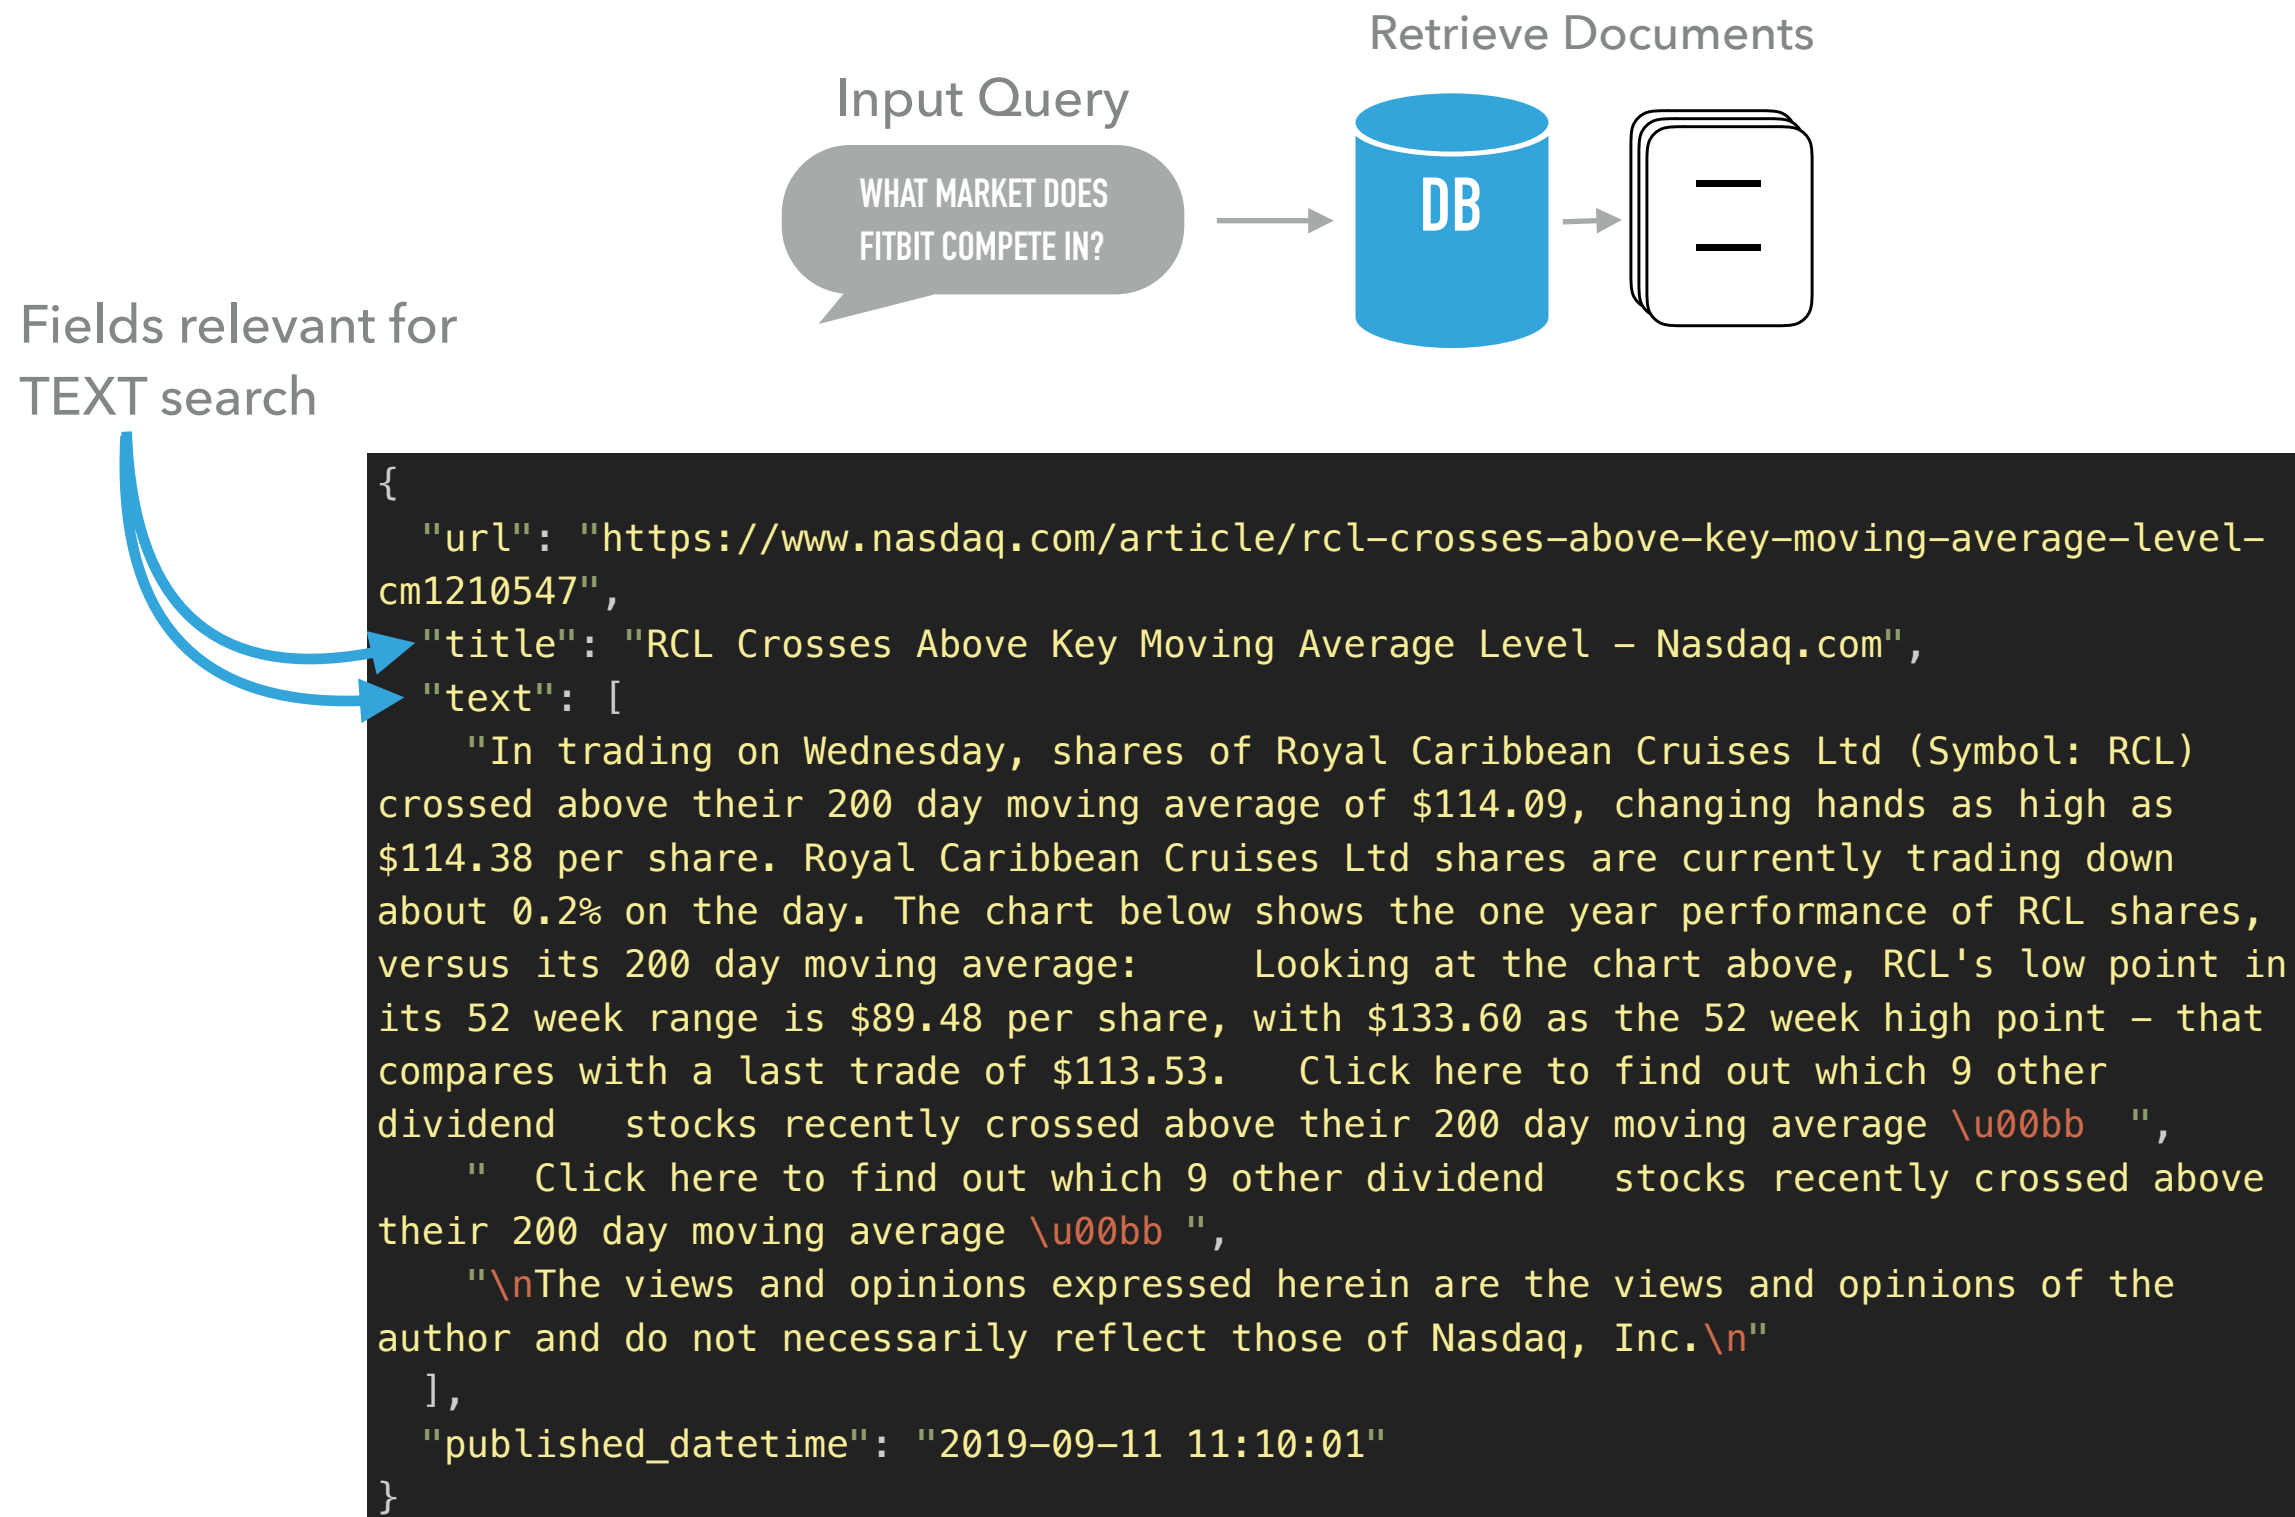 Retrieve Documents
Input Query
WHAT MARKET DOES
FITBIT COMPETE IN?
DB
Fields relevant for
TEXT search
{
  "url": "https://www.nasdaq.com/article/rcl-crosses-above-key-moving-average-level-
cm1210547",
  "title": "RCL Crosses Above Key Moving Average Level - Nasdaq.com",
  "text": [
    "In trading on Wednesday, shares of Royal Caribbean Cruises Ltd (Symbol: RCL)
crossed above their 200 day moving average of $114.09, changing hands as high as
$114.38 per share. Royal Caribbean Cruises Ltd shares are currently trading down
about 0.2% on the day. The chart below shows the one year performance of RCL shares,
versus its 200 day moving average:     Looking at the chart above, RCL's low point in
its 52 week range is $89.48 per share, with $133.60 as the 52 week high point - that
compares with a last trade of $113.53.   Click here to find out which 9 other
dividend   stocks recently crossed above their 200 day moving average \u00bb  ",
    "  Click here to find out which 9 other dividend   stocks recently crossed above
their 200 day moving average \u00bb ",
    "\nThe views and opinions expressed herein are the views and opinions of the
author and do not necessarily reflect those of Nasdaq, Inc.\n"
  ],
  "published_datetime": "2019-09-11 11:10:01"
}